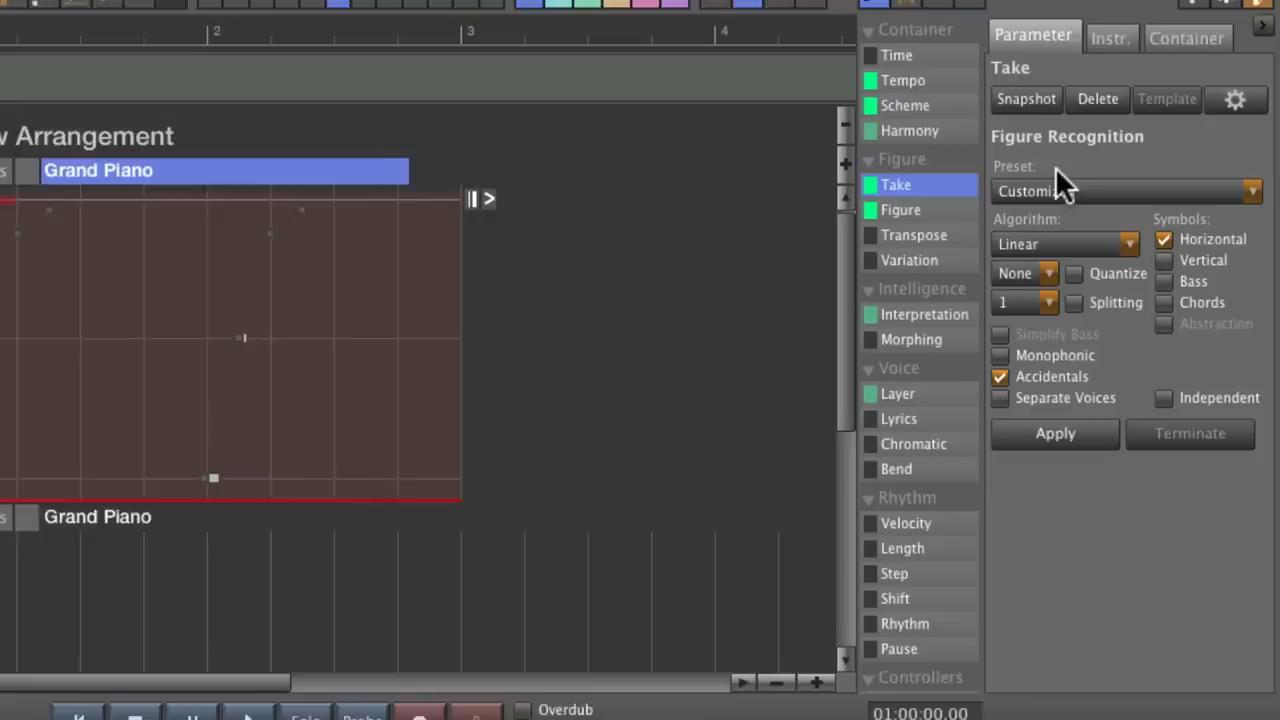 2
3
4
w Arrangement
s
Grand Piano
s
Grand Piano
Overdub
01:00:00.00
Container
Time
Tempo
Scheme
Harmony
Figure
Take
Figure
Transpose
Variation
Intelligence
Interpretation
Morphing
Voice
Layer
Lyrics
Chromatic
Bend
Rhythm
Velocity
Length
Step
Shift
Rhythm
Pause
Controllers
Parameter Instr. Container
Take
Snapshot Delete Template
Figure Recognition
Preset:
Algorithm: Symbols:
Linear Horizontal
Vertical
None Quantize Bass
1 Splitting Chords
Abstraction
Simplify Bass
Monophonic
Accidentals
Separate Voices Independent
Apply Terminate